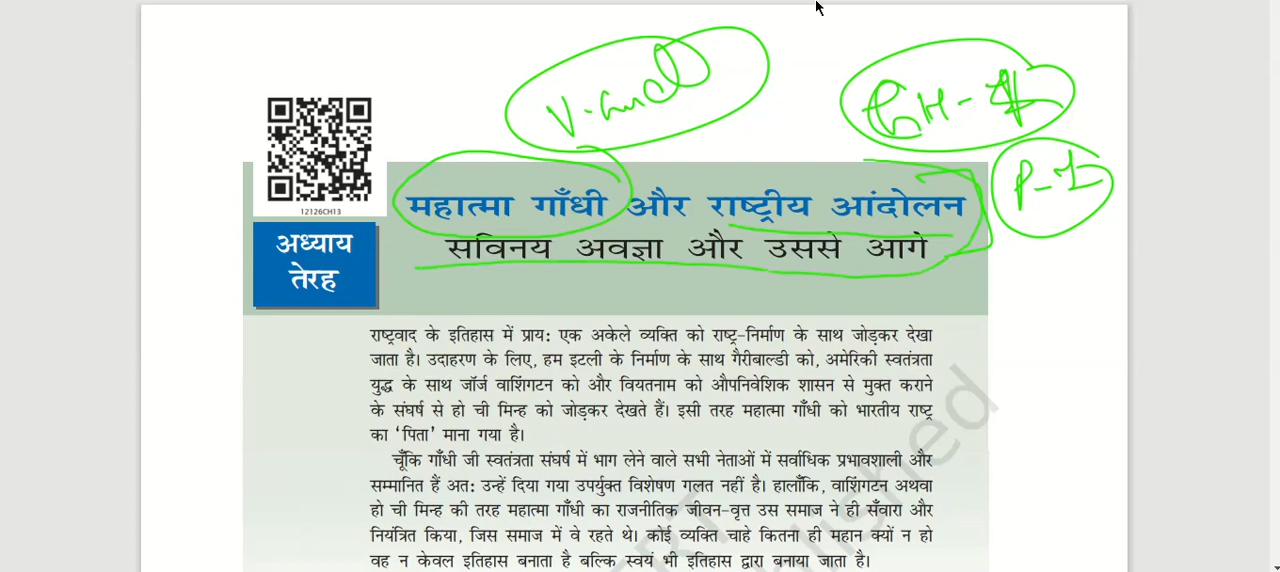 V-imd
CH-1
P-1
12126CH13
महात्मा गाँधी और राष्ट्रीय आंदोलन
सविनय अवज्ञा और उससे आगे
अध्याय
तेरह
राष्ट्रवाद के इतिहास में प्राय: एक अकेले व्यक्ति को राष्ट्र-निर्माण के साथ जोड़कर देखा
जाता है। उदाहरण के लिए, हम इटली के निर्माण के साथ गैरीबाल्डी को, अमेरिकी स्वतंत्रता
युद्ध के साथ जॉर्ज वाशिंगटन को और वियतनाम को औपनिवेशिक शासन से मुक्त कराने
के संघर्ष से हो ची मिन्ह को जोड़कर देखते हैं। इसी तरह महात्मा गाँधी को भारतीय राष्ट्र
का ‘पिता’ माना गया है।
चूँकि गाँधी जी स्वतंत्रता संघर्ष में भाग लेने वाले सभी नेताओं में सर्वाधिक प्रभावशाली और
सम्मानित हैं अत: उन्हें दिया गया उपर्युक्त विशेषण गलत नहीं है। हालाँकि, वाशिंगटन अथवा
हो ची मिन्ह की तरह महात्मा गाँधी का राजनीतिक जीवन-वृत्त उस समाज ने ही सँवारा और
नियंत्रित किया, जिस समाज में वे रहते थे। कोई व्यक्ति चाहे कितना ही महान क्यों न हो
वह न केवल इतिहास बनाता है बल्कि स्वयं भी इतिहास द्वारा बनाया जाता है।